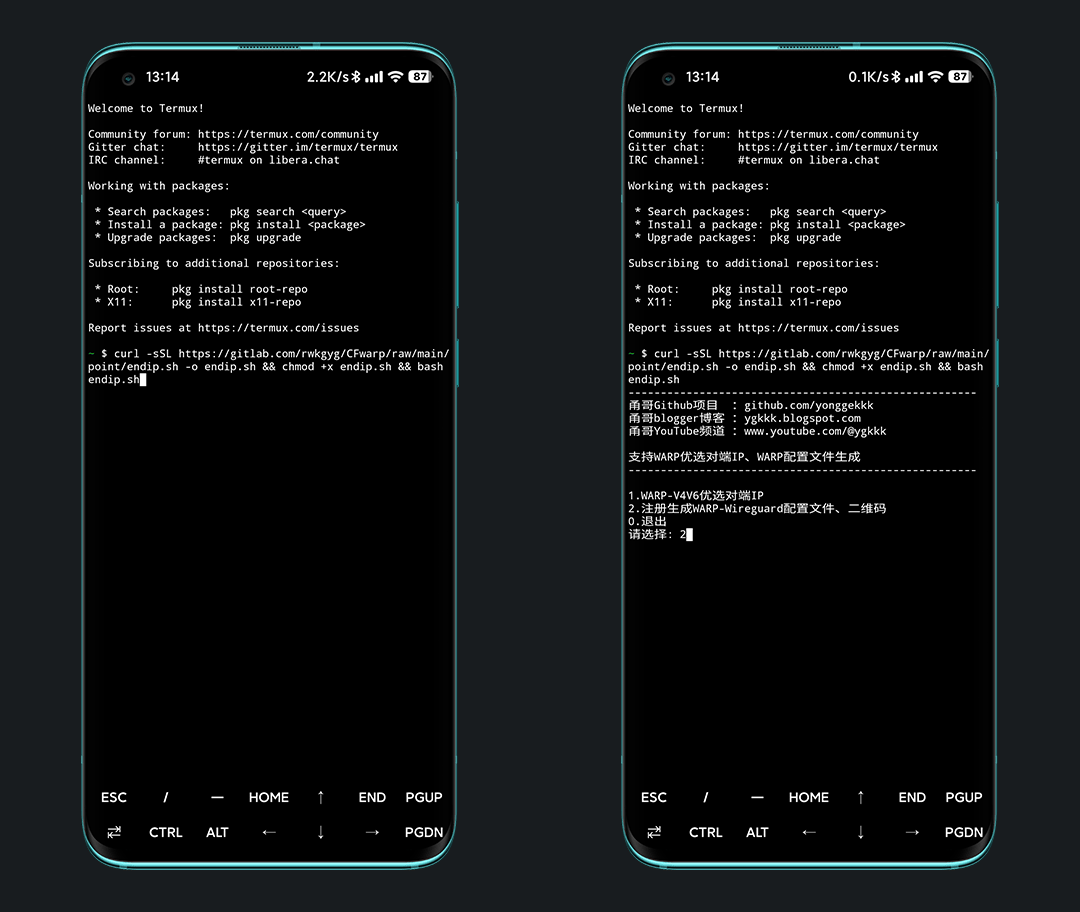 13:14 2.2K/s 87
Welcome to Termux!
Community forum: https://termux.com/community
Gitter chat: https://gitter.im/termux/termux
IRC channel: #termux on libera.chat
Working with packages:
* Search packages: pkg search <query>
* Install a package: pkg install <package>
* Upgrade packages: pkg upgrade
Subscribing to additional repositories:
* Root: pkg install root-repo
* X11: pkg install x11-repo
Report issues at https://termux.com/issues
~ $ curl -sSL https://gitlab.com/rwkgyg/CFwarp/raw/main/
point/endip.sh -o endip.sh && chmod +x endip.sh && bash
endip.sh
ESC / — HOME ↑ END PGUP
⇄ CTRL ALT ← ↓ → PGDN
13:14 0.1K/s 87
Welcome to Termux!
Community forum: https://termux.com/community
Gitter chat: https://gitter.im/termux/termux
IRC channel: #termux on libera.chat
Working with packages:
* Search packages: pkg search <query>
* Install a package: pkg install <package>
* Upgrade packages: pkg upgrade
Subscribing to additional repositories:
* Root: pkg install root-repo
* X11: pkg install x11-repo
Report issues at https://termux.com/issues
~ $ curl -sSL https://gitlab.com/rwkgyg/CFwarp/raw/main/
point/endip.sh -o endip.sh && chmod +x endip.sh && bash
endip.sh
------------------------------------------------------
甬哥Github项目 : github.com/yonggekkk
甬哥blogger博客 : ygkkk.blogspot.com
甬哥YouTube频道 : www.youtube.com/@ygkkk
支持WARP优选对端IP、WARP配置文件生成
------------------------------------------------------
1.WARP-V4V6优选对端IP
2.注册生成WARP-Wireguard配置文件、二维码
0.退出
请选择: 2
ESC / — HOME ↑ END PGUP
⇄ CTRL ALT ← ↓ → PGDN